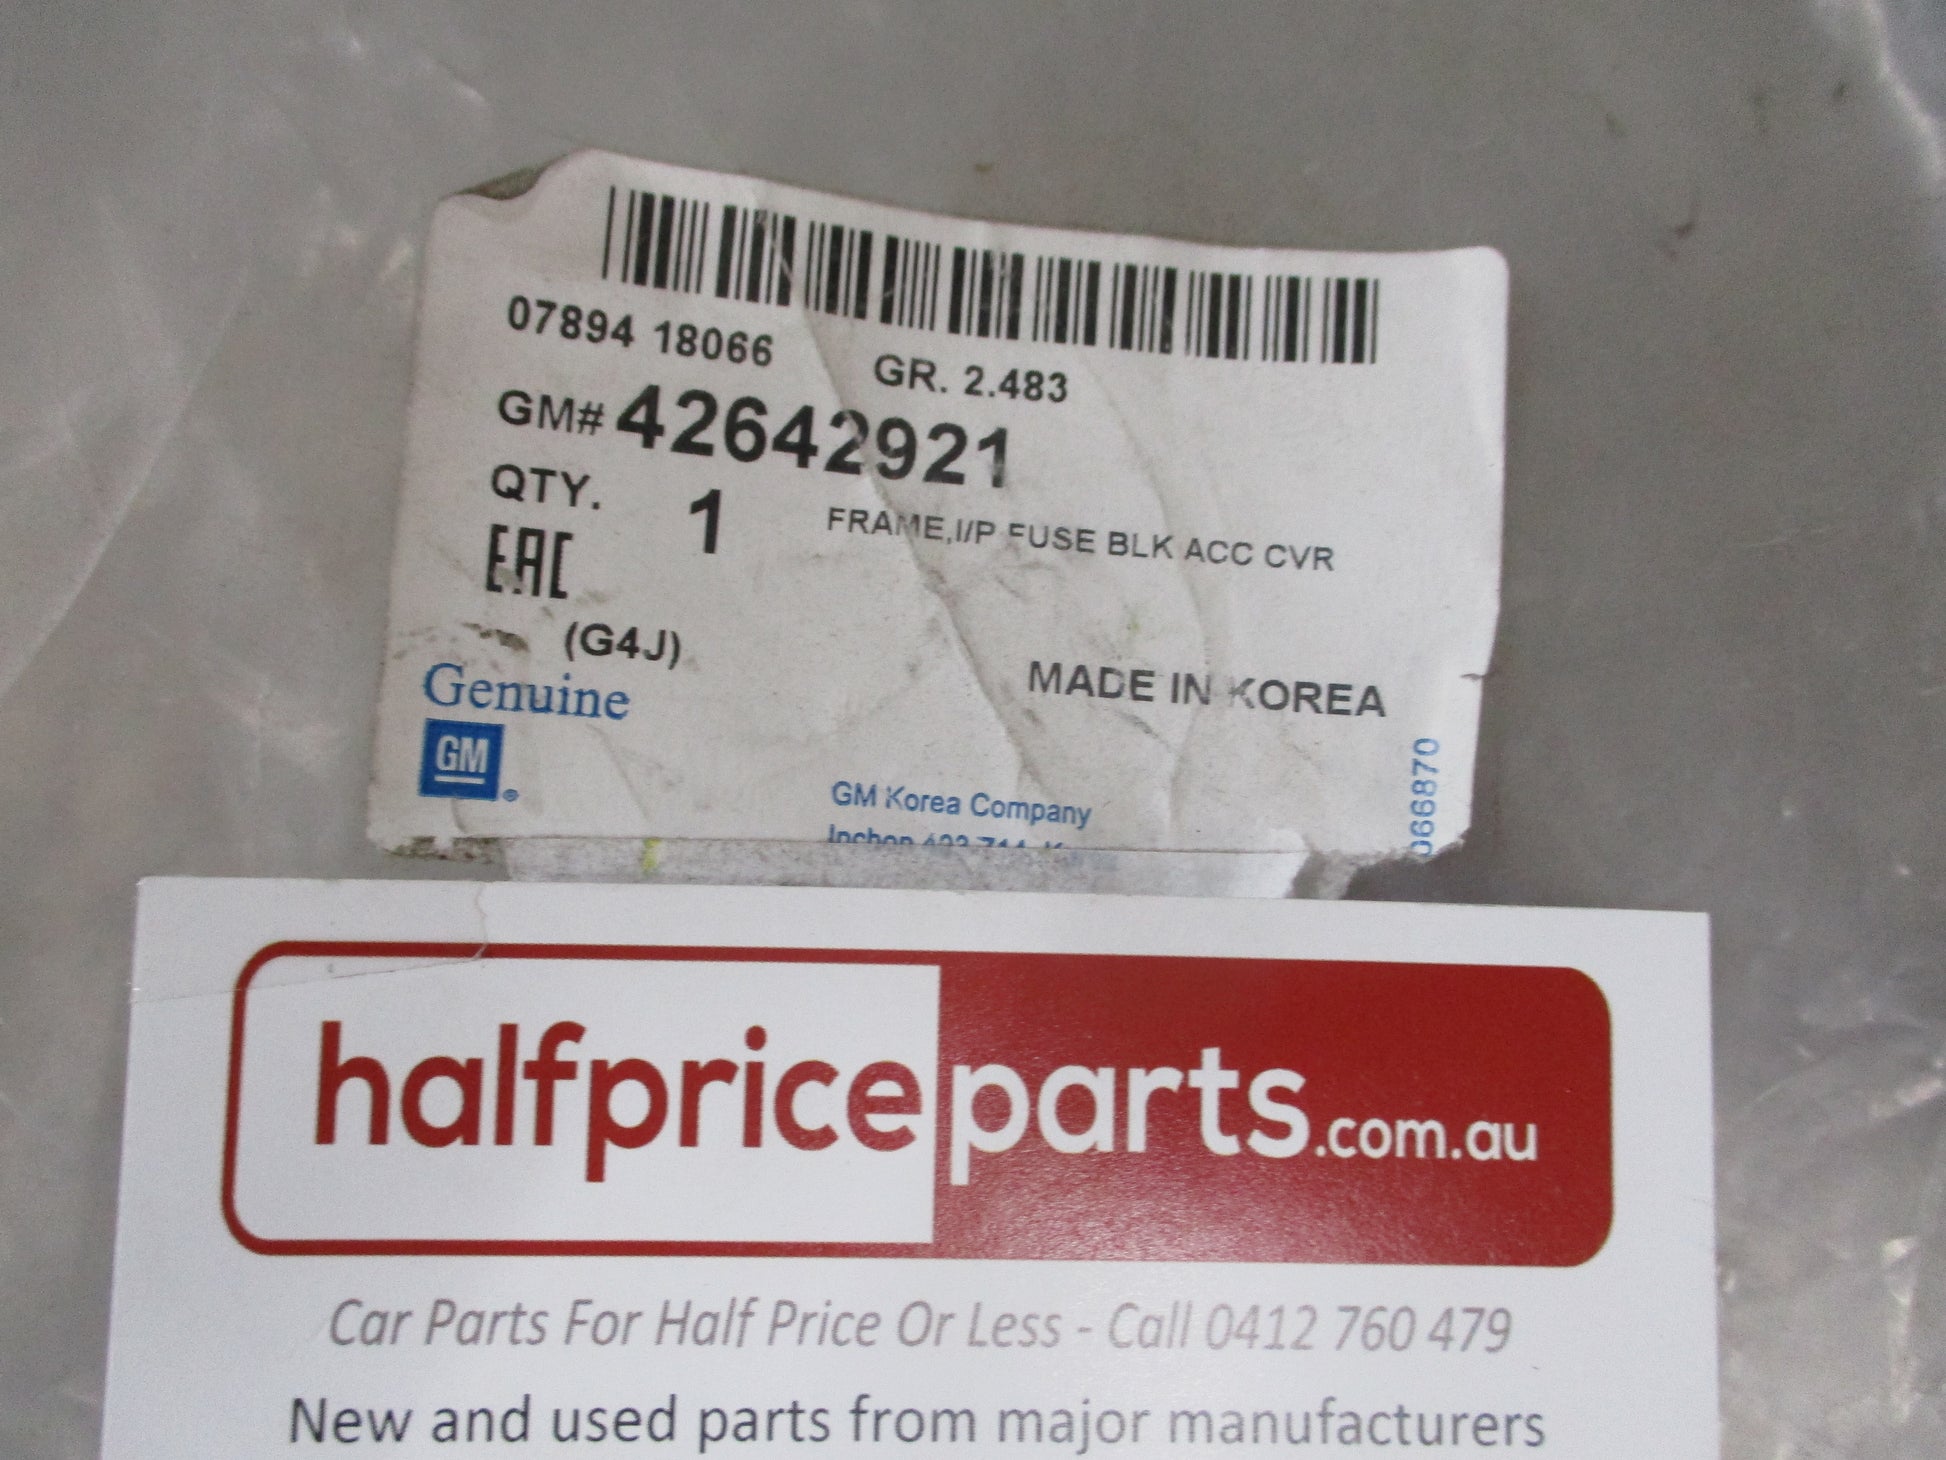 07894 18066 GR. 2.483
GM# 42642921
QTY. 1 FRAME,I/P FUSE BLK ACC CVR
EAC
(G4J)
MADE IN KOREA
Genuine
GM
GM Korea Company
066870
halfpriceparts.com.au
Car Parts For Half Price Or Less - Call 0412 760 479
New and used parts from major manufacturers